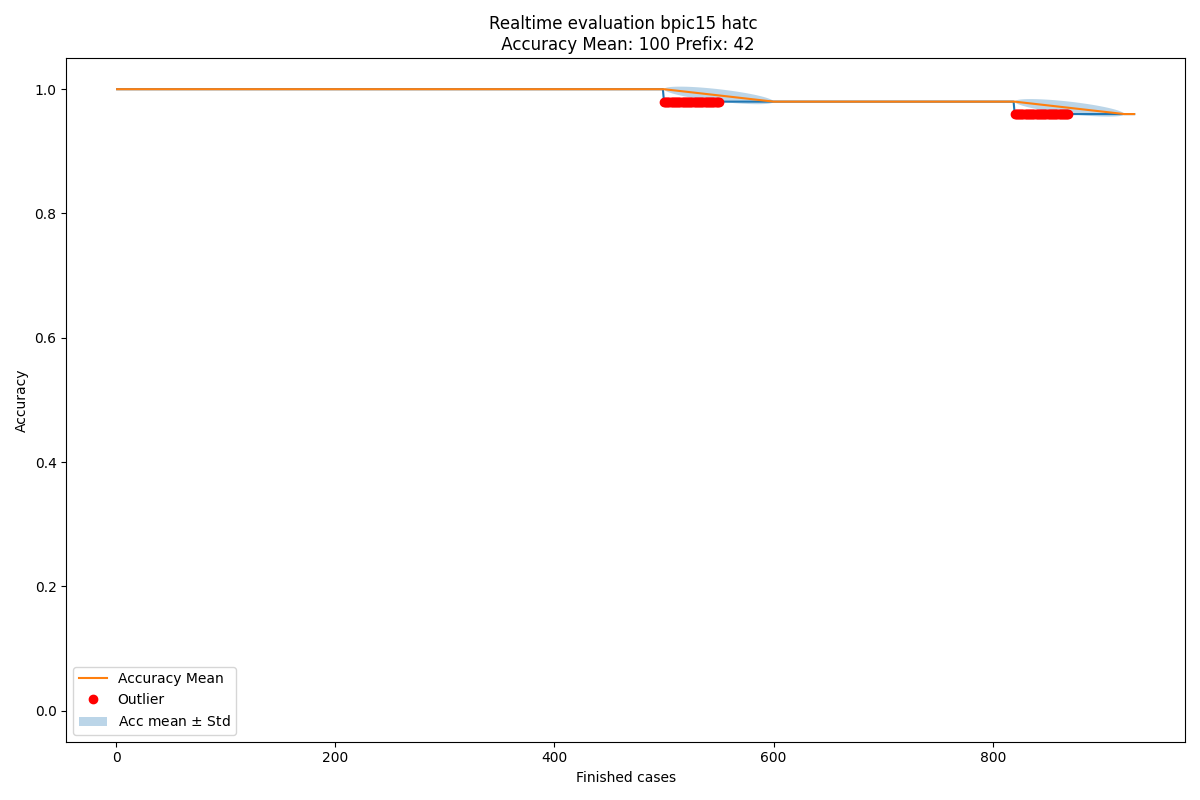 Realtime evaluation bpic15 hatc
Accuracy Mean: 100 Prefix: 42
1.0
0.8
0.6
0.4
0.2
0.0
Accuracy
Accuracy Mean
Outlier
Acc mean ± Std
0
200
400
600
800
Finished cases